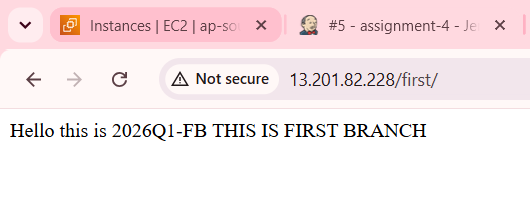 Instances | EC2 | ap-sou
#5 - assignment-4 - Je
Not secure
13.201.82.228/first/
Hello this is 2026Q1-FB THIS IS FIRST BRANCH